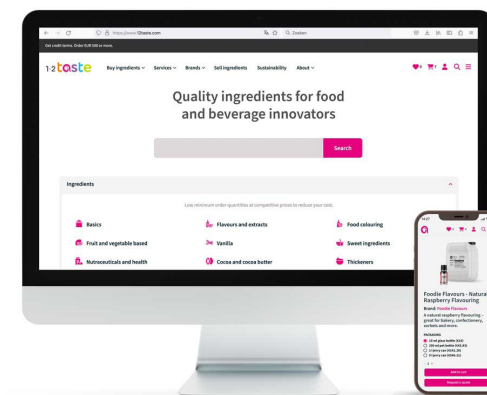 https://www.12taste.com
Zoeken
Get credit terms. Order EUR 500 or more.
1-2 taste
Buy ingredients
Services
Brands
Sell ingredients
Sustainability
About
Quality ingredients for food
and beverage innovators
Search
Ingredients
Low minimum order quantities at competitive prices to reduce your cost.
Basics
Flavours and extracts
Food colouring
Fruit and vegetable based
Vanilla
Sweet ingredients
Nutraceuticals and health
Cocoa and cocoa butter
Thickeners
14:27
Foodie Flavours - Natural
Raspberry Flavouring
Brand: Foodie Flavours
A natural raspberry flavouring -
great for bakery, confectionery,
sorbets and more.
PACKAGING
Add to cart
Request a quote